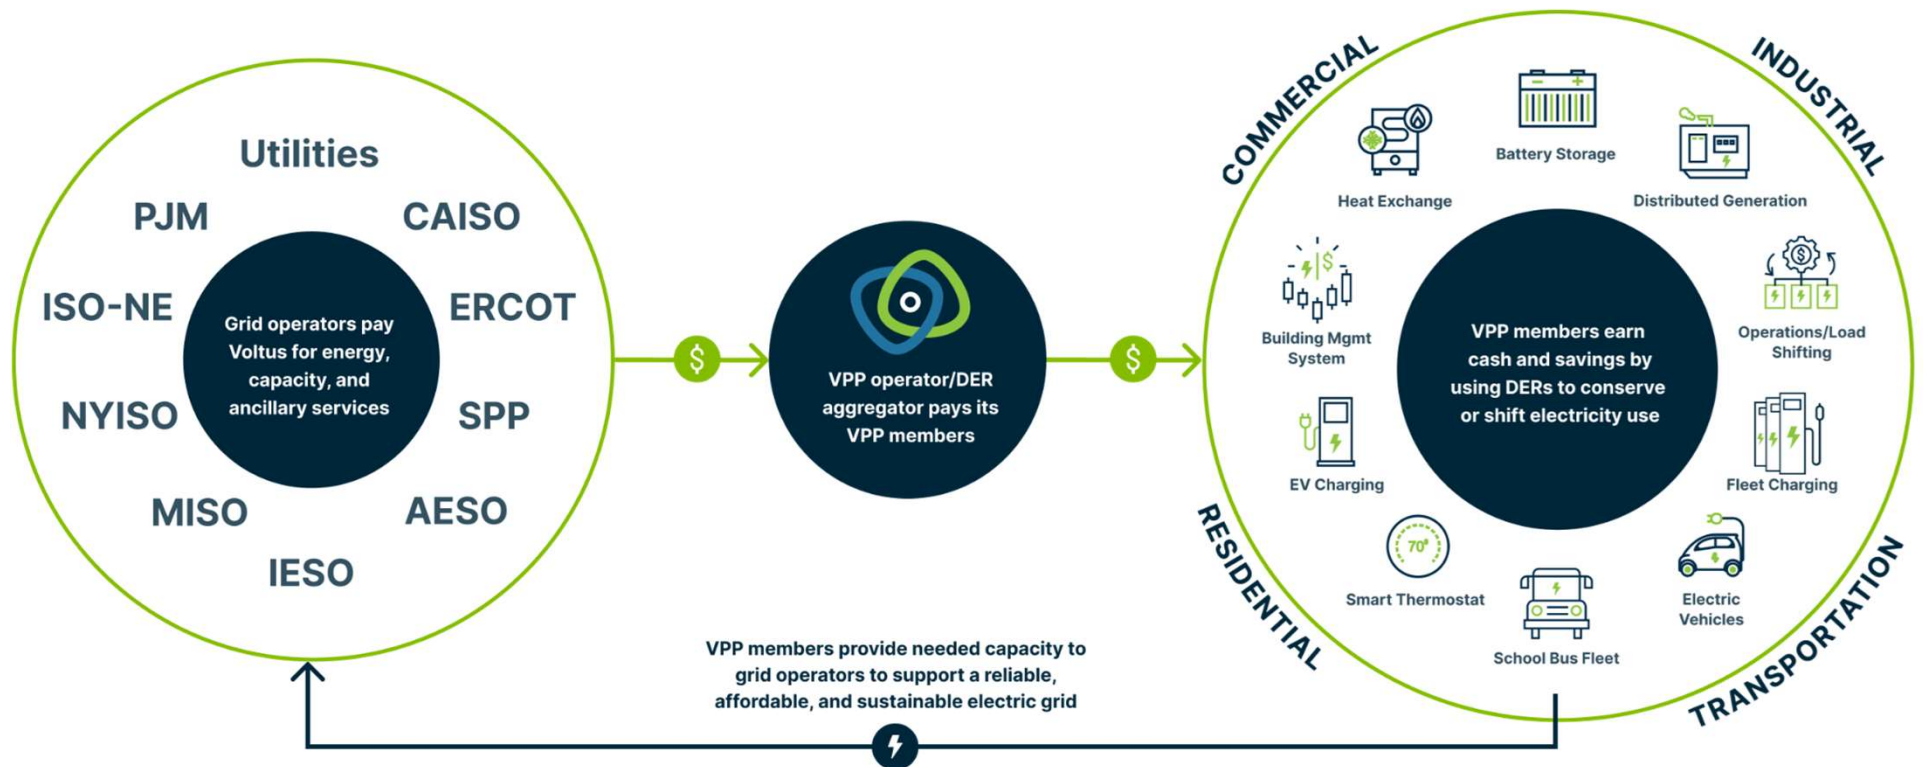 Utilities
PJM
CAISO
ISO-NE
ERCOT
NYISO
SPP
MISO
AESO
IESO
Grid operators pay
Voltus for energy,
capacity, and
ancillary services
$
VPP operator/DER
aggregator pays its
VPP members
$
COMMERCIAL
INDUSTRIAL
RESIDENTIAL
TRANSPORTATION
Battery Storage
Heat Exchange
Distributed Generation
$
Building Mgmt
System
$
Operations/Load
Shifting
EV Charging
Fleet Charging
70°
Smart Thermostat
Electric
Vehicles
School Bus Fleet
VPP members earn
cash and savings by
using DERs to conserve
or shift electricity use
VPP members provide needed capacity to
grid operators to support a reliable,
affordable, and sustainable electric grid